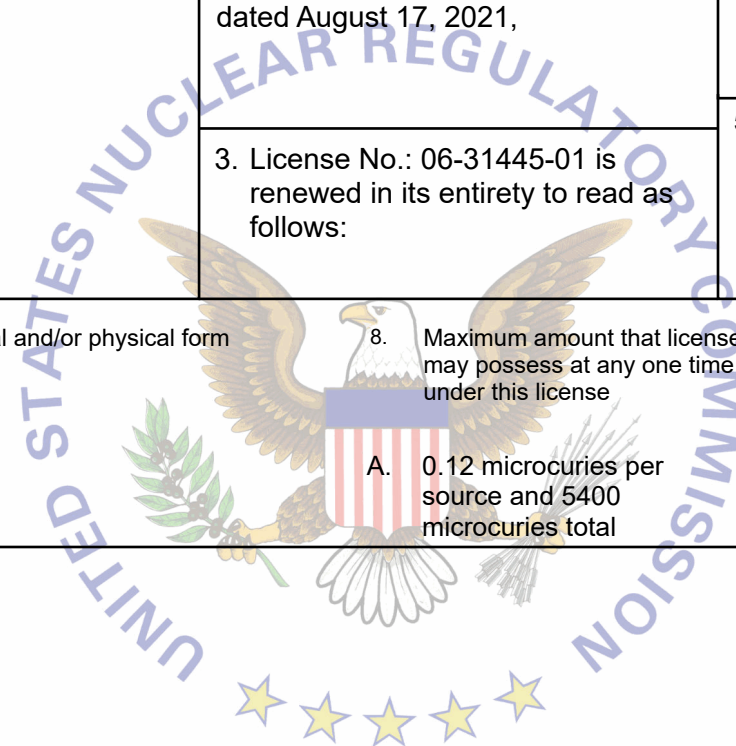 dated August 17, 2021,
3. License No.: 06-31445-01 is
renewed in its entirety to read as
follows:
and/or physical form
8. Maximum amount that license
may possess at any one time
under this license
A. 0.12 microcuries per
source and 5400
microcuries total
UNITED STATES NUCLEAR REGULATORY COMMISSION